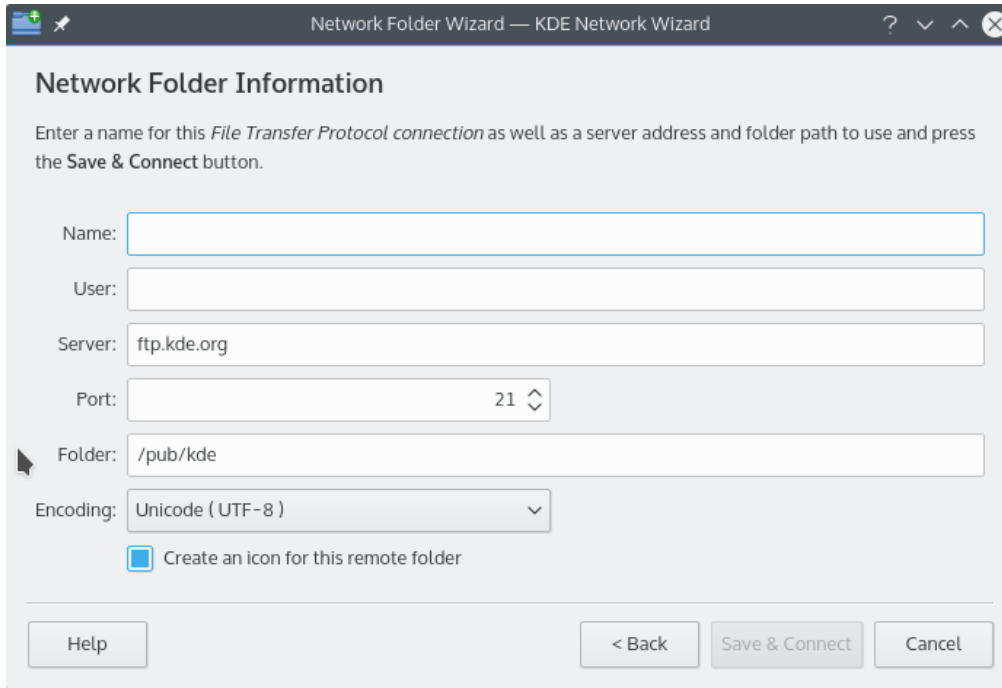 Network Folder Wizard — KDE Network Wizard
Network Folder Information
Enter a name for this File Transfer Protocol connection as well as a server address and folder path to use and press
the Save & Connect button.
Name:
User:
Server: ftp.kde.org
Port: 21
Folder: /pub/kde
Encoding: Unicode ( UTF-8 )
Create an icon for this remote folder
Help < Back Save & Connect Cancel